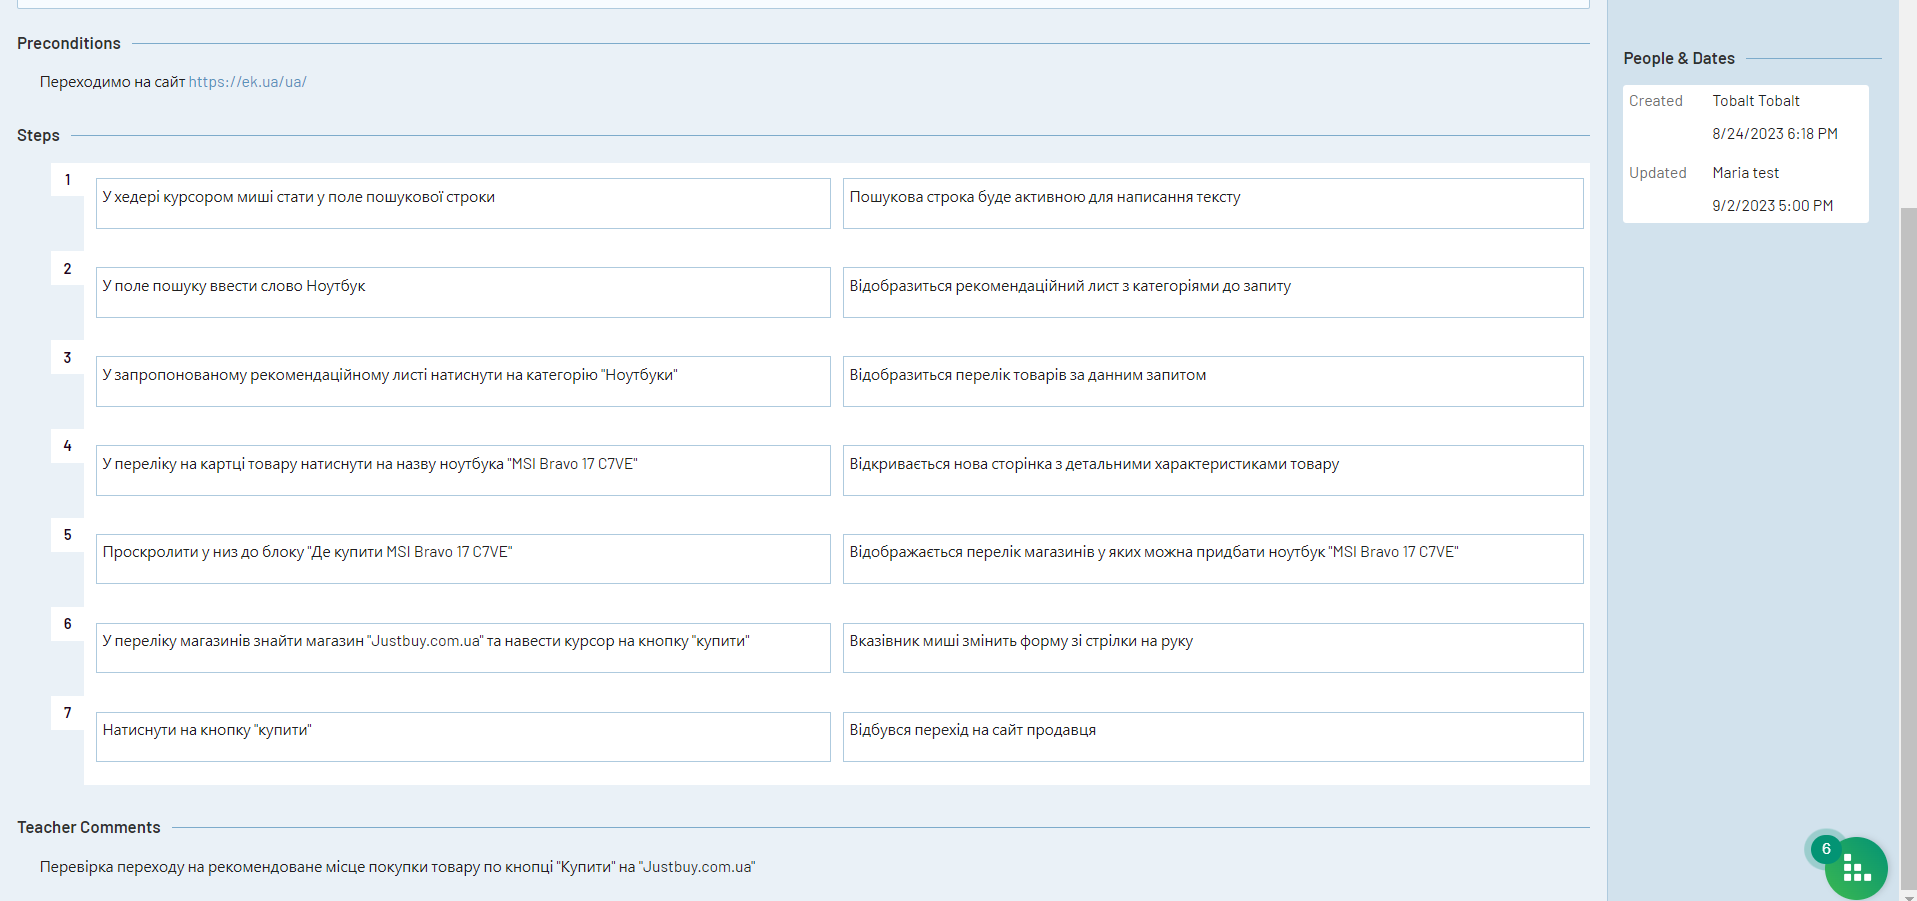 Preconditions
Переходимо на сайт https://ek.ua/ua/
Steps
1
У хедері курсором миші стати у поле пошукової строки
Пошукова строка буде активною для написання тексту
2
У поле пошуку ввести слово Ноутбук
Відобразиться рекомендаційний лист з категоріями до запиту
3
У запропонованому рекомендаційному листі натиснути на категорію "Ноутбуки"
Відобразиться перелік товарів за данним запитом
4
У переліку на картці товару натиснути на назву ноутбука "MSI Bravo 17 C7VE"
Відкривається нова сторінка з детальними характеристиками товару
5
Проскролити у низ до блоку "Де купити MSI Bravo 17 C7VE"
Відображається перелік магазинів у яких можна придбати ноутбук "MSI Bravo 17 C7VE"
6
У переліку магазинів знайти магазин "Justbuy.com.ua" та навести курсор на кнопку "купити"
Вказівник миші змінить форму зі стрілки на руку
7
Натиснути на кнопку "купити"
Відбувся перехід на сайт продавця
Teacher Comments
Перевірка переходу на рекомендоване місце покупки товару по кнопці "Купити" на "Justbuy.com.ua"
People & Dates
Created Tobalt Tobalt
8/24/2023 6:18 PM
Updated Maria test
9/2/2023 5:00 PM
6